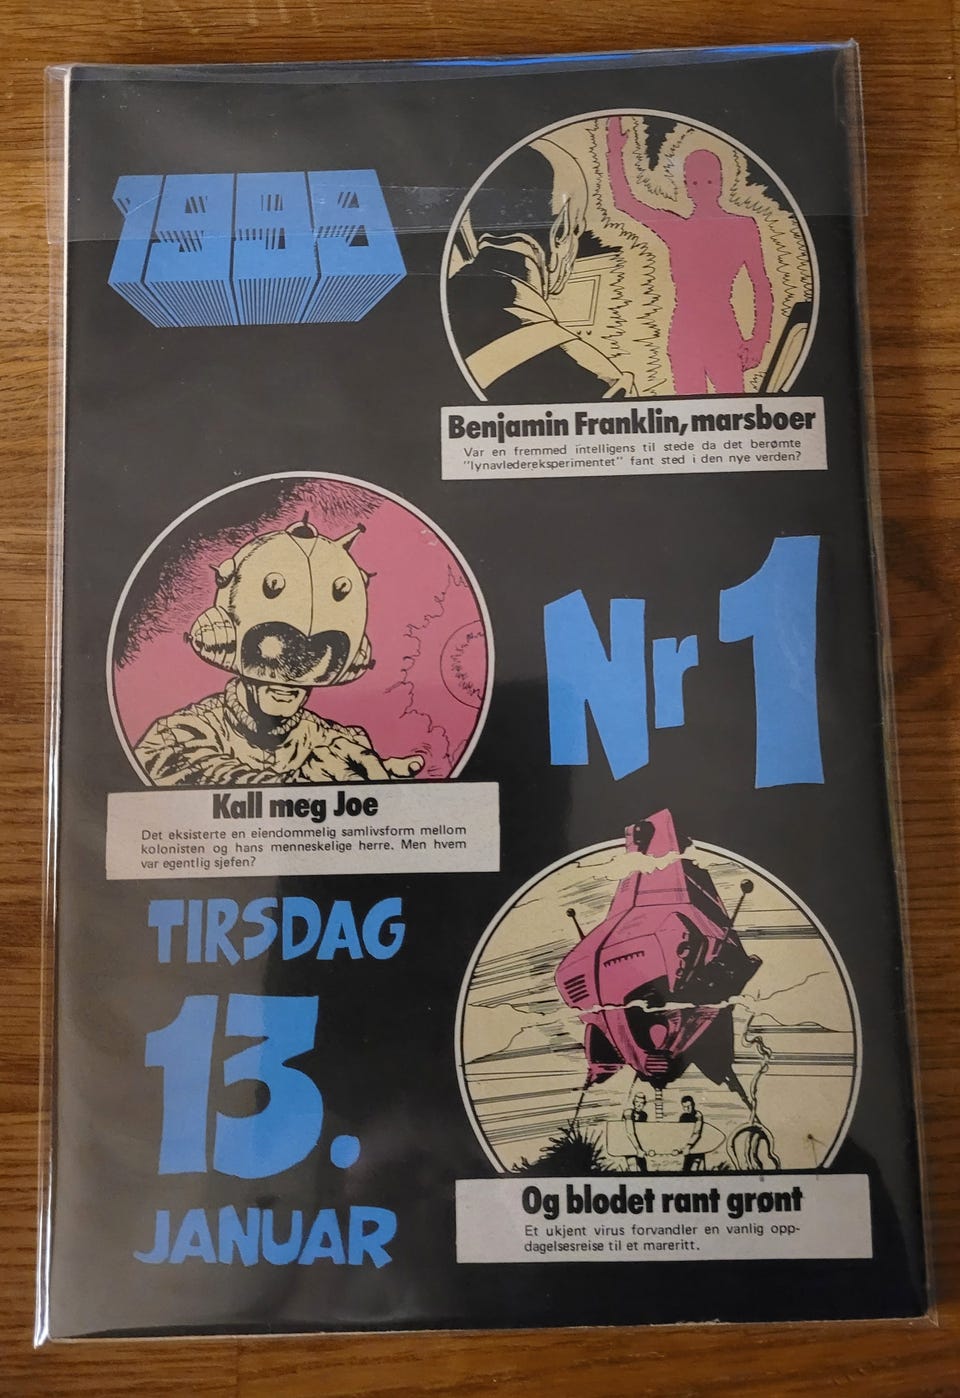 1994
Benjamin Franklin, marsboer
Var en fremmed intelligens til stede da det berømte
"lynavledereksperimentet" fant sted i den nye verden?
Nr 1
Kall meg Joe
Det eksisterte en eiendommelig samlivsform mellom
kolonisten og hans menneskelige herre. Men hvem
var egentlig sjefen?
TIRSDAG
13.
JANUAR
Og blodet rant grønt
Et ukjent virus forvandler en vanlig opp-
dagelsesreise til et mareritt.